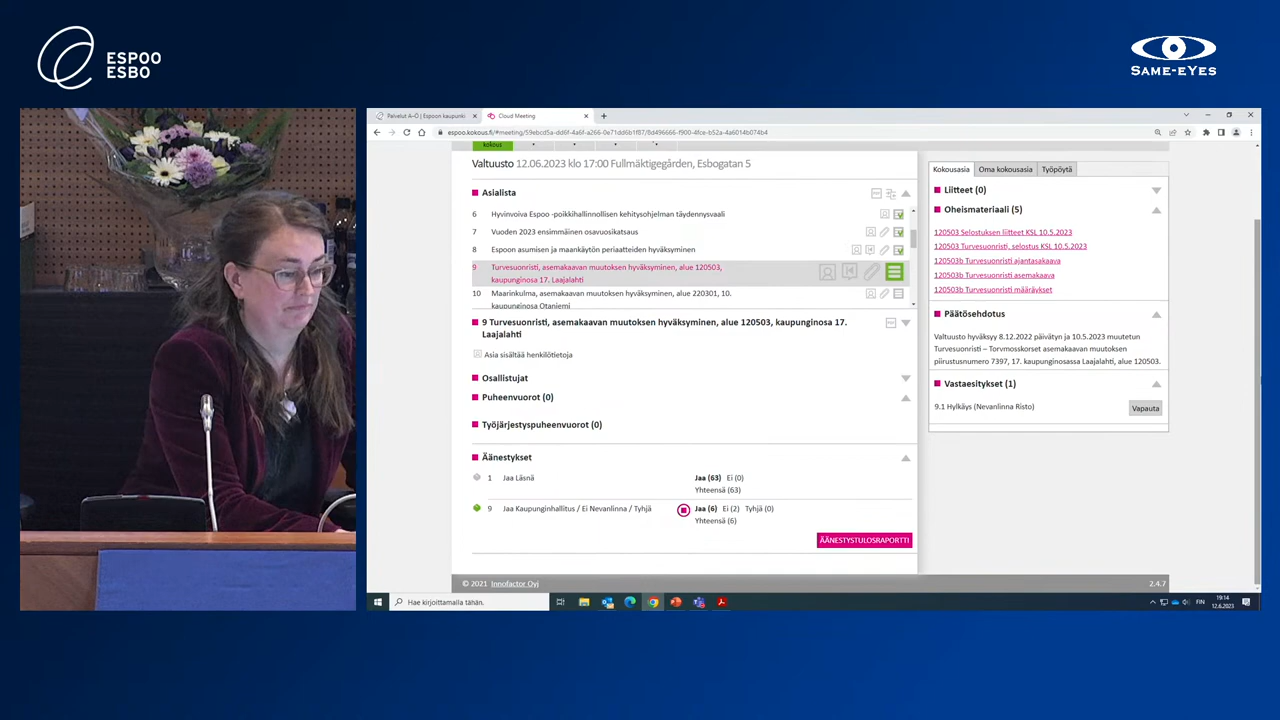 ESPOO
ESBO
SAME-EYES
Palvelut A-Ö | Espoon kaupunki
Cloud Meeting
espoo.kokous.fi/#meeting/59ebcd5a-dd6f-4a6f-a266-0e71dd6b1f87/8d496666-f900-4fce-b52a-4a6014b074b4
kokous
Valtuusto 12.06.2023 klo 17:00 Fullmäktigegården, Esbogatan 5
Asialista
6 Hyvinvoiva Espoo -poikkihallinnollisen kehitysohjelman täydennysvaali
7 Vuoden 2023 ensimmäinen osavuosikatsaus
8 Espoon asumisen ja maankäytön periaatteiden hyväksyminen
9 Turvesuonristi, asemakaavan muutoksen hyväksyminen, alue 120503,
kaupunginosa 17. Laajalahti
10 Maarinkulma, asemakaavan muutoksen hyväksyminen, alue 220301, 10.
kaupunginosa Otaniemi
9 Turvesuonristi, asemakaavan muutoksen hyväksyminen, alue 120503, kaupunginosa 17.
Laajalahti
Asia sisältää henkilötietoja
Osallistujat
Puheenvuorot (0)
Työjärjestyspuheenvuorot (0)
Äänestykset
1 Jaa Läsnä Jaa (63) Ei (0)
Yhteensä (63)
9 Jaa Kaupunginhallitus / Ei Nevanlinna / Tyhjä Jaa (6) Ei (2) Tyhjä (0)
Yhteensä (6)
ÄÄNESTYSTULOSRAPORTTI
Kokousasia Oma kokousasia Työpöytä
Liitteet (0)
Oheismateriaali (5)
120503 Selostuksen liitteet KSL 10.5.2023
120503 Turvesuonristi, selostus KSL 10.5.2023
120503b Turvesuonristi ajantasakaava
120503b Turvesuonristi asemakaava
120503b Turvesuonristi määräykset
Päätösehdotus
Valtuusto hyväksyy 8.12.2022 päivätyn ja 10.5.2023 muutetun
Turvesuonristi – Torvmosskorset asemakaavan muutoksen
piirustusnumero 7397, 17. kaupunginosassa Laajalahti, alue 120503.
Vastaesitykset (1)
9.1 Hylkäys (Nevanlinna Risto) Vapauta
© 2021 Innofactor Oyj 2.4.7
Hae kirjoittamalla tähän.
FIN
19:14
12.6.2023